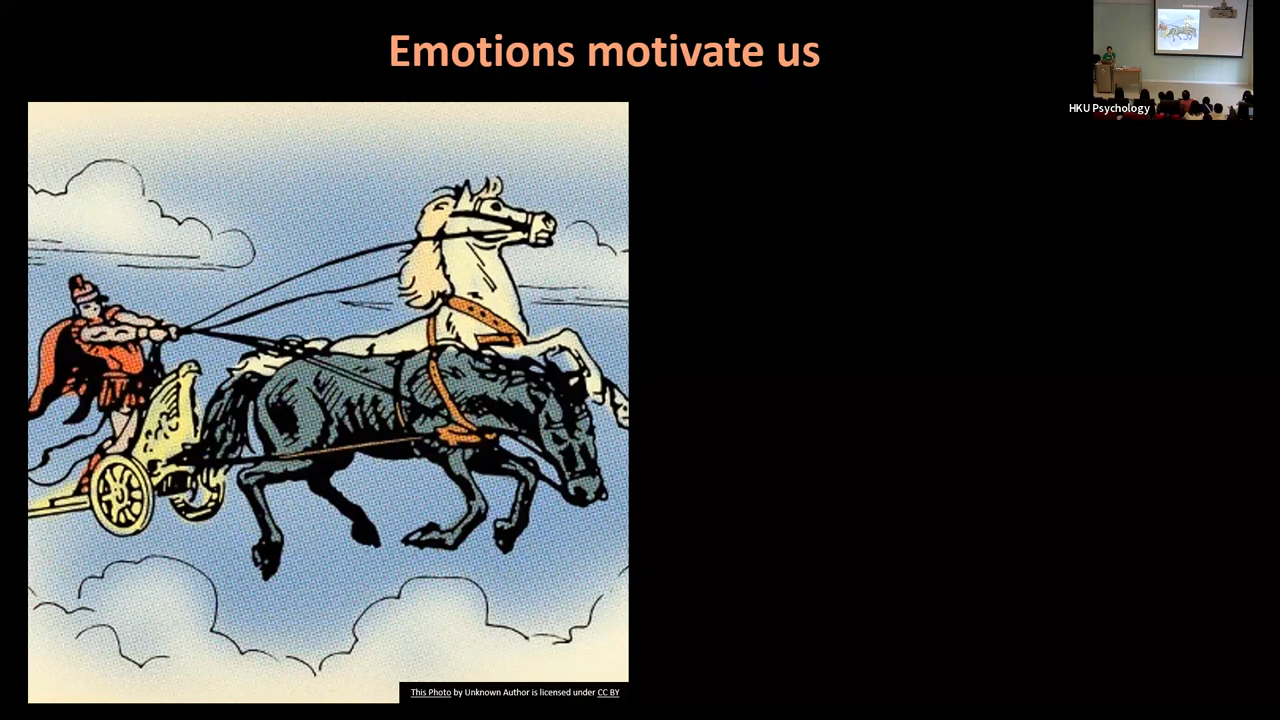 Emotions motivate us
HKU Psychology
This Photo by Unknown Author is licensed under CC BY